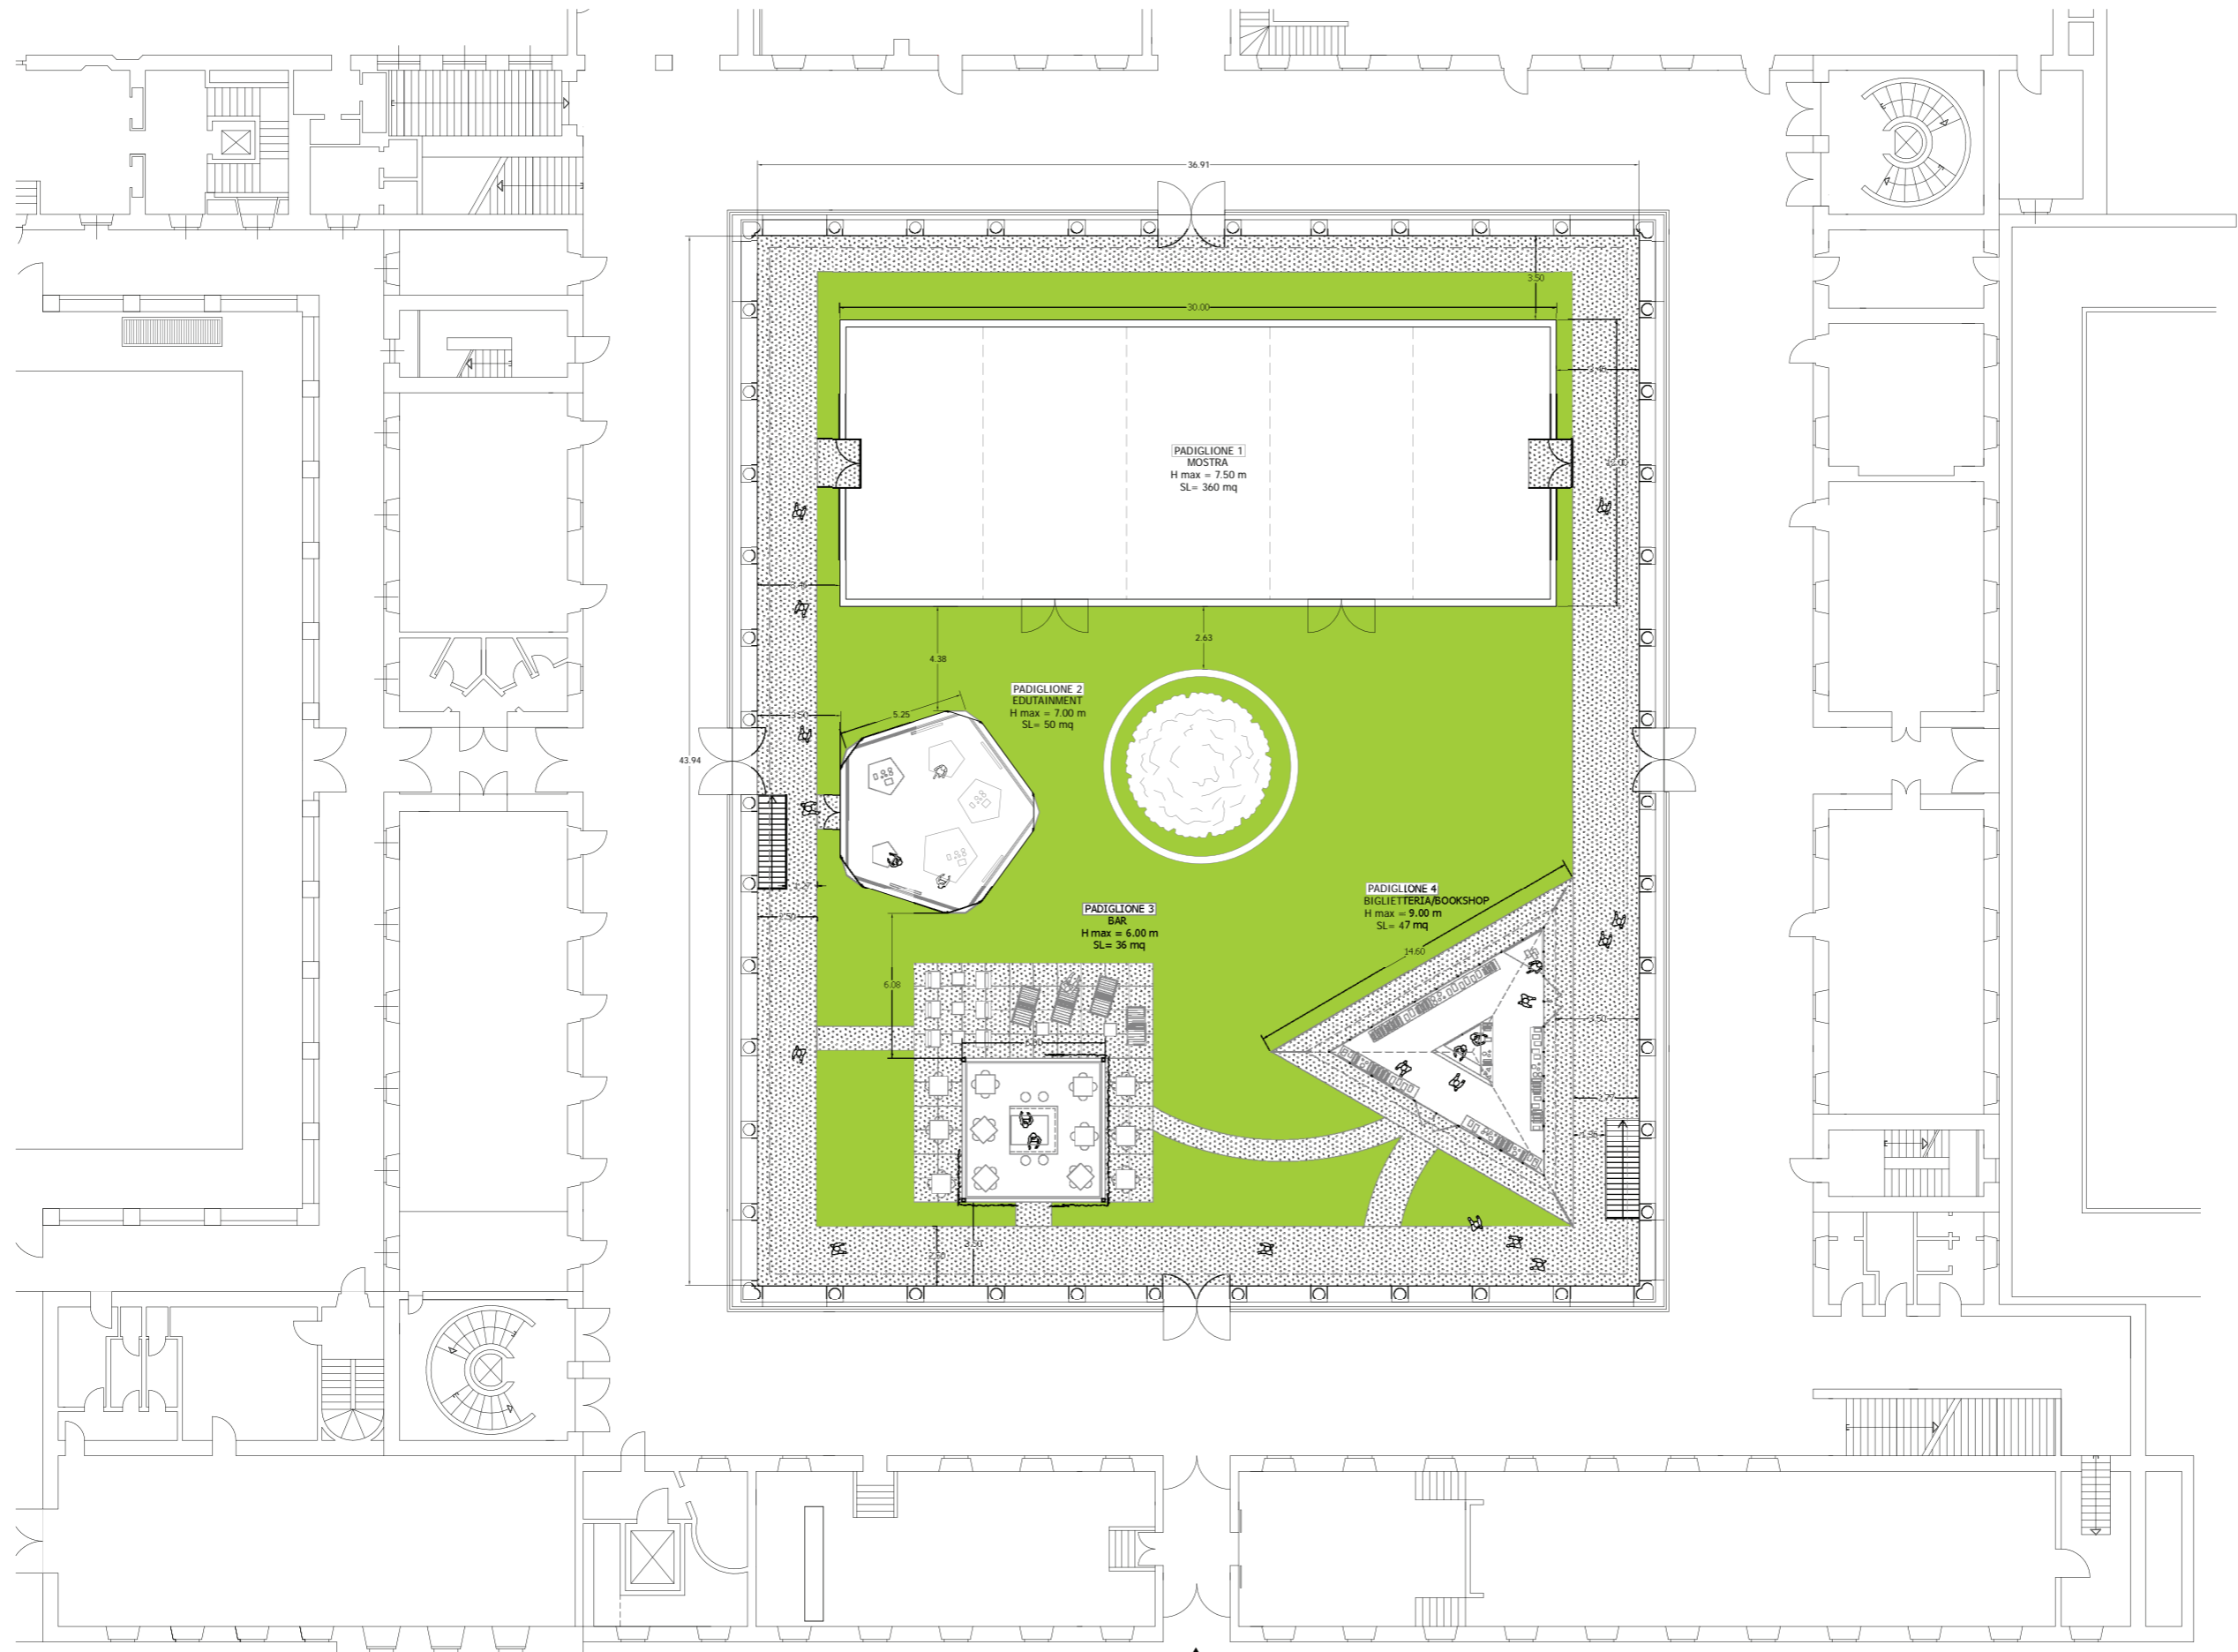 36.91
3.50
30.00
PADIGLIONE 1
MOSTRA
H max = 7.50 m
SL= 360 mq
2.63
4.38
PADIGLIONE 2
EDUTAINMENT
H max = 7.00 m
SL= 50 mq
5.25
43.94
PADIGLIONE 4
BIGLIETTERIA/BOOKSHOP
H max = 9.00 m
SL= 47 mq
PADIGLIONE 3
BAR
H max = 6.00 m
SL= 36 mq
14.60
6.08